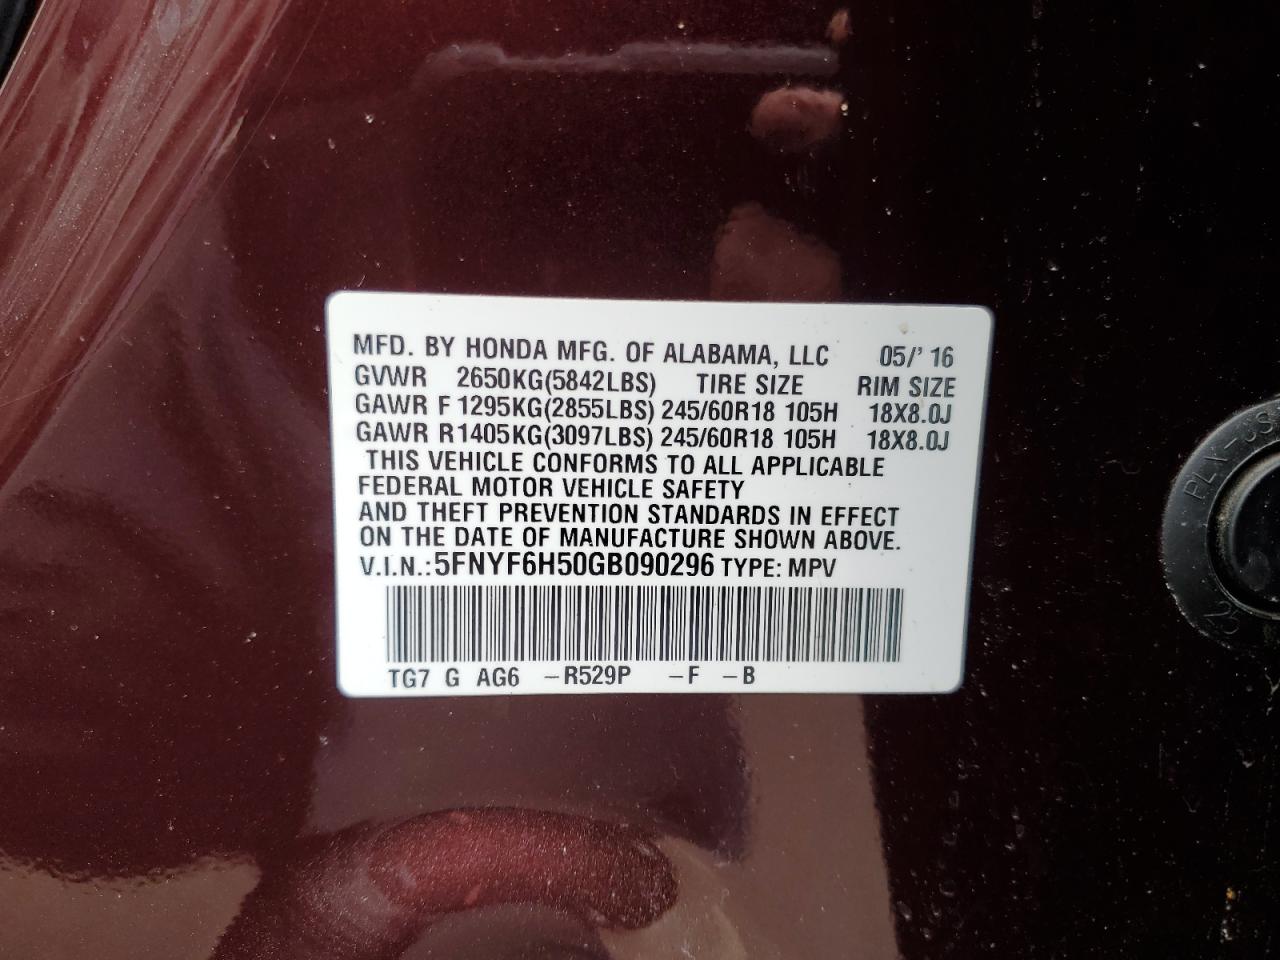 MFD. BY HONDA MFG. OF ALABAMA, LLC 05/' 16
GVWR 2650KG(5842LBS) TIRE SIZE RIM SIZE
GAWR F 1295KG(2855LBS) 245/60R18 105H 18X8.0J
GAWR R1405KG(3097LBS) 245/60R18 105H 18X8.0J
THIS VEHICLE CONFORMS TO ALL APPLICABLE
FEDERAL MOTOR VEHICLE SAFETY
AND THEFT PREVENTION STANDARDS IN EFFECT
ON THE DATE OF MANUFACTURE SHOWN ABOVE.
V.I.N.:5FNYF6H50GB090296 TYPE: MPV
TG7 G AG6 –R529P –F –B